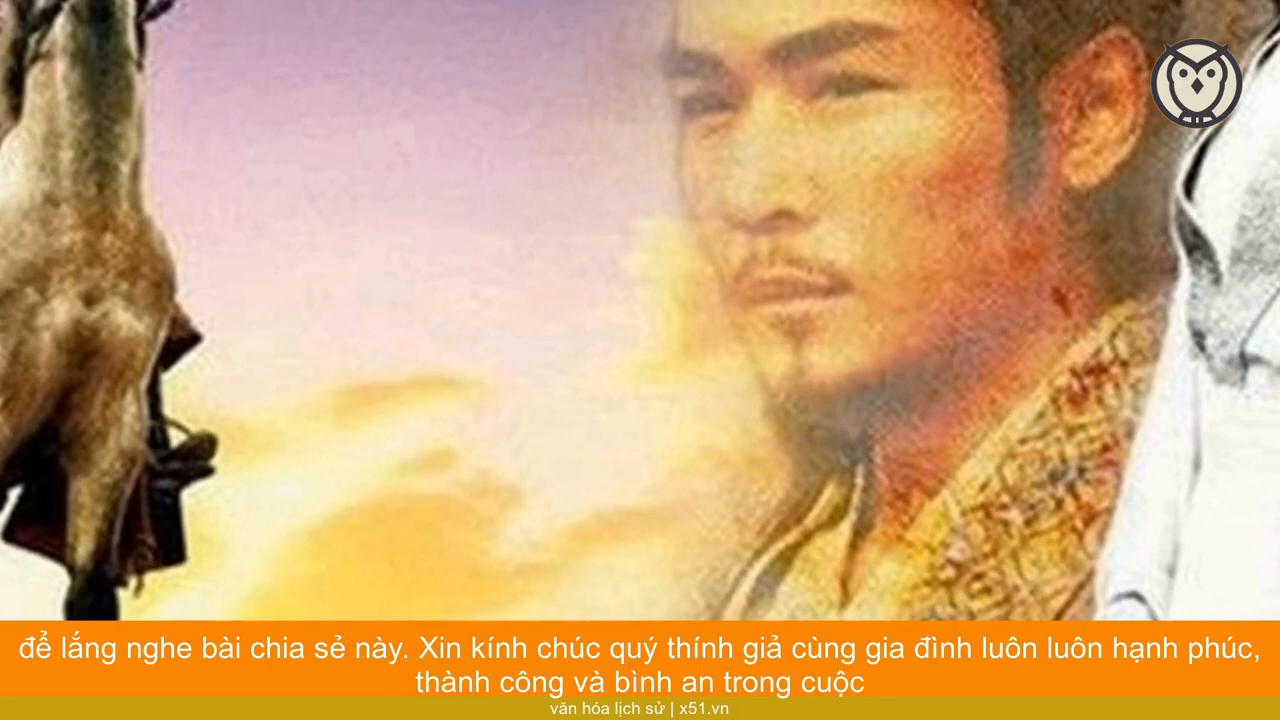 để lắng nghe bài chia sẻ này. Xin kính chúc quý thính giả cùng gia đình luôn luôn hạnh phúc,
thành công và bình an trong cuộc
văn hóa lịch sử | x51.vn